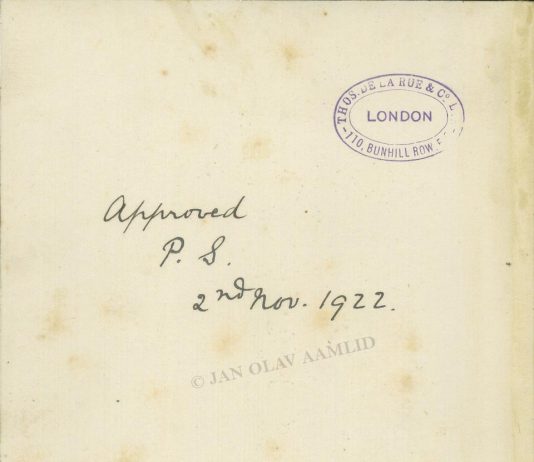 THOS. DE LA RUE & Co. L
LONDON
110, BUNHILL ROW, E
Approved
P. S.
2nd Nov. 1922.
© JAN OLAV AAMLID